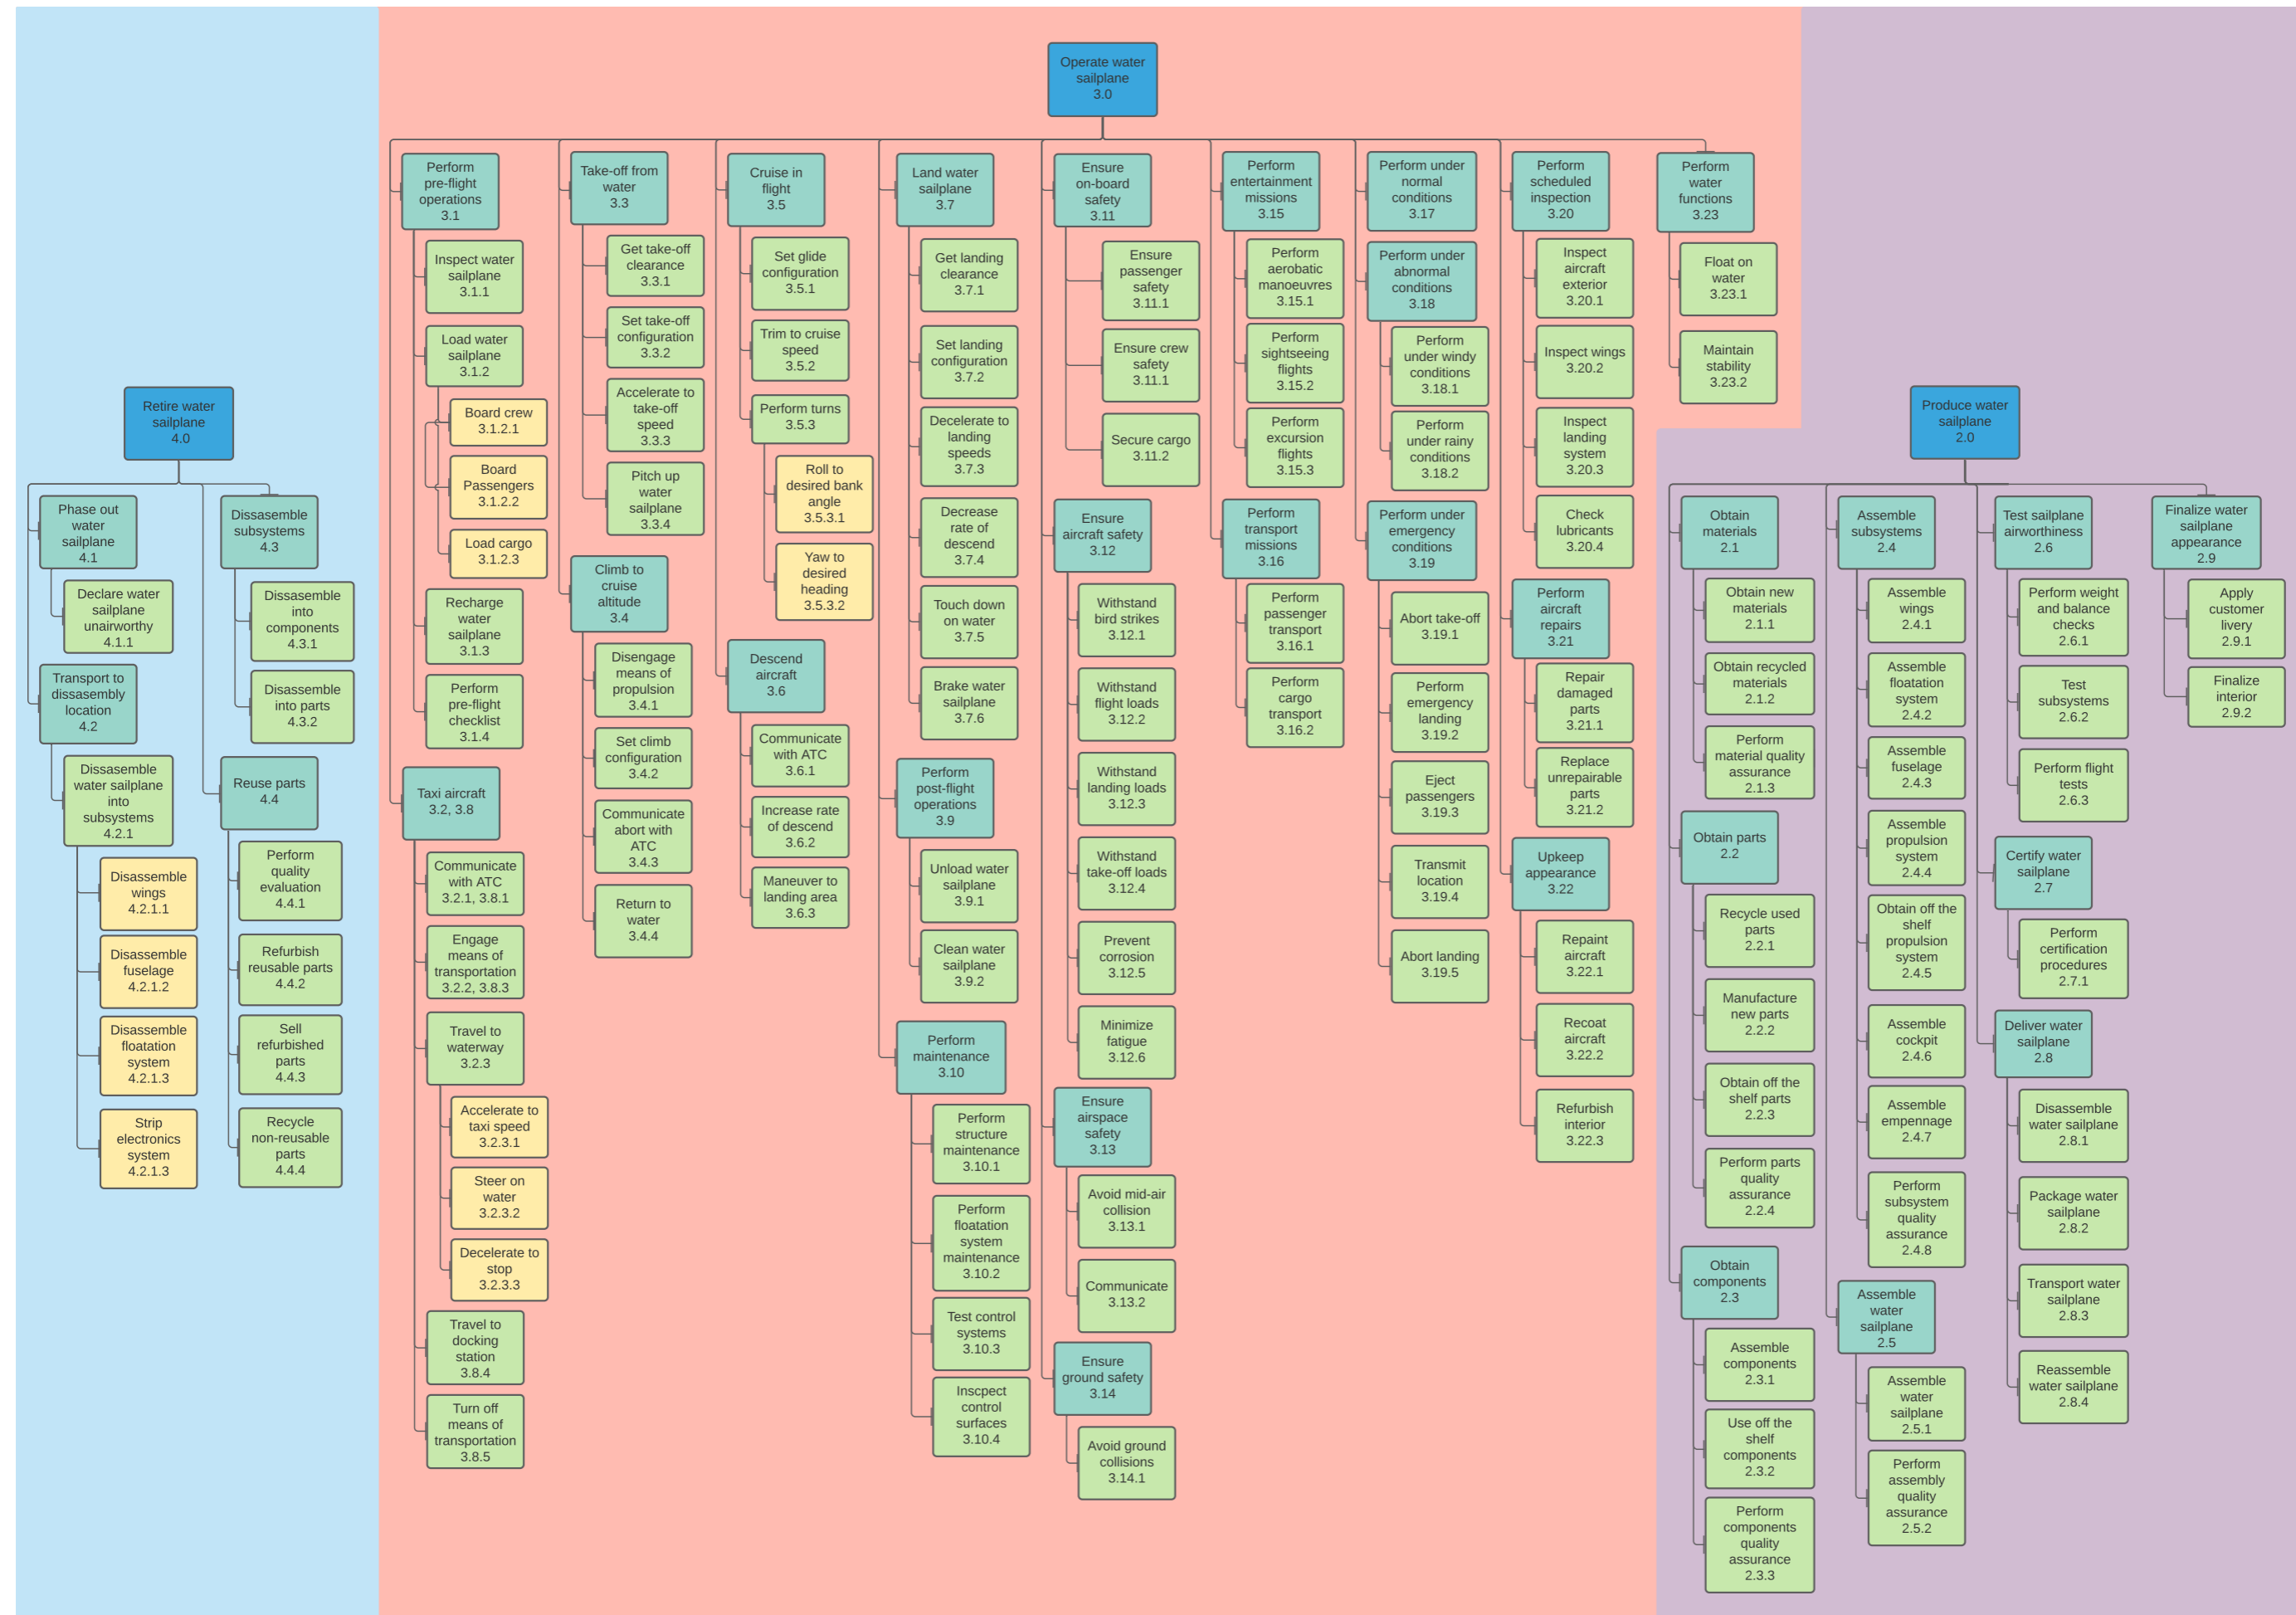 Operate water
sailplane
3.0
Perform
pre-flight
operations
3.1
Inspect water
sailplane
3.1.1
Load water
sailplane
3.1.2
Board crew
3.1.2.1
Board
Passengers
3.1.2.2
Load cargo
3.1.2.3
Recharge
water
sailplane
3.1.3
Perform
pre-flight
checklist
3.1.4
Taxi aircraft
3.2, 3.8
Communicate
with ATC
3.2.1, 3.8.1
Engage
means of
transportation
3.2.2, 3.8.3
Travel to
waterway
3.2.3
Accelerate to
taxi speed
3.2.3.1
Steer on
water
3.2.3.2
Decelerate to
stop
3.2.3.3
Travel to
docking
station
3.8.4
Turn off
means of
transportation
3.8.5
Take-off from
water
3.3
Get take-off
clearance
3.3.1
Set take-off
configuration
3.3.2
Accelerate to
take-off
speed
3.3.3
Pitch up
water
sailplane
3.3.4
Climb to
cruise
altitude
3.4
Disengage
means of
propulsion
3.4.1
Set climb
configuration
3.4.2
Communicate
abort with
ATC
3.4.3
Return to
water
3.4.4
Cruise in
flight
3.5
Set glide
configuration
3.5.1
Trim to cruise
speed
3.5.2
Perform turns
3.5.3
Roll to
desired bank
angle
3.5.3.1
Yaw to
desired
heading
3.5.3.2
Descend
aircraft
3.6
Communicate
with ATC
3.6.1
Increase rate
of descend
3.6.2
Maneuver to
landing area
3.6.3
Land water
sailplane
3.7
Get landing
clearance
3.7.1
Set landing
configuration
3.7.2
Decelerate to
landing
speeds
3.7.3
Decrease
rate of
descend
3.7.4
Touch down
on water
3.7.5
Brake water
sailplane
3.7.6
Perform
post-flight
operations
3.9
Unload water
sailplane
3.9.1
Clean water
sailplane
3.9.2
Perform
maintenance
3.10
Perform
structure
maintenance
3.10.1
Perform
floatation
system
maintenance
3.10.2
Test control
systems
3.10.3
Inscpect
control
surfaces
3.10.4
Ensure
on-board
safety
3.11
Ensure
passenger
safety
3.11.1
Ensure crew
safety
3.11.1
Secure cargo
3.11.2
Ensure
aircraft safety
3.12
Withstand
bird strikes
3.12.1
Withstand
flight loads
3.12.2
Withstand
landing loads
3.12.3
Withstand
take-off loads
3.12.4
Prevent
corrosion
3.12.5
Minimize
fatigue
3.12.6
Ensure
airspace
safety
3.13
Avoid mid-air
collision
3.13.1
Communicate
3.13.2
Ensure
ground safety
3.14
Avoid ground
collisions
3.14.1
Perform
entertainment
missions
3.15
Perform
aerobatic
manoeuvres
3.15.1
Perform
sightseeing
flights
3.15.2
Perform
excursion
flights
3.15.3
Perform
transport
missions
3.16
Perform
passenger
transport
3.16.1
Perform
cargo
transport
3.16.2
Perform under
normal
conditions
3.17
Perform under
abnormal
conditions
3.18
Perform
under windy
conditions
3.18.1
Perform
under rainy
conditions
3.18.2
Perform under
emergency
conditions
3.19
Abort take-off
3.19.1
Perform
emergency
landing
3.19.2
Eject
passengers
3.19.3
Transmit
location
3.19.4
Abort landing
3.19.5
Perform
scheduled
inspection
3.20
Inspect
aircraft
exterior
3.20.1
Inspect wings
3.20.2
Inspect
landing
system
3.20.3
Check
lubricants
3.20.4
Perform
aircraft
repairs
3.21
Repair
damaged
parts
3.21.1
Replace
unrepairable
parts
3.21.2
Upkeep
appearance
3.22
Repaint
aircraft
3.22.1
Recoat
aircraft
3.22.2
Refurbish
interior
3.22.3
Perform
water
functions
3.23
Float on
water
3.23.1
Maintain
stability
3.23.2
Retire water
sailplane
4.0
Phase out
water
sailplane
4.1
Declare water
sailplane
unairworthy
4.1.1
Transport to
dissasembly
location
4.2
Dissasemble
water sailplane
into
subsystems
4.2.1
Disassemble
wings
4.2.1.1
Disassemble
fuselage
4.2.1.2
Disassemble
floatation
system
4.2.1.3
Strip
electronics
system
4.2.1.3
Dissasemble
subsystems
4.3
Dissasemble
into
components
4.3.1
Disassemble
into parts
4.3.2
Reuse parts
4.4
Perform
quality
evaluation
4.4.1
Refurbish
reusable parts
4.4.2
Sell
refurbished
parts
4.4.3
Recycle
non-reusable
parts
4.4.4
Produce water
sailplane
2.0
Obtain
materials
2.1
Obtain new
materials
2.1.1
Obtain recycled
materials
2.1.2
Perform
material quality
assurance
2.1.3
Obtain parts
2.2
Recycle used
parts
2.2.1
Manufacture
new parts
2.2.2
Obtain off the
shelf parts
2.2.3
Perform parts
quality
assurance
2.2.4
Obtain
components
2.3
Assemble
components
2.3.1
Use off the
shelf
components
2.3.2
Perform
components
quality
assurance
2.3.3
Assemble
subsystems
2.4
Assemble
wings
2.4.1
Assemble
floatation
system
2.4.2
Assemble
fuselage
2.4.3
Assemble
propulsion
system
2.4.4
Obtain off the
shelf
propulsion
system
2.4.5
Assemble
cockpit
2.4.6
Assemble
empennage
2.4.7
Perform
subsystem
quality
assurance
2.4.8
Assemble
water
sailplane
2.5
Assemble
water
sailplane
2.5.1
Perform
assembly
quality
assurance
2.5.2
Test sailplane
airworthiness
2.6
Perform weight
and balance
checks
2.6.1
Test
subsystems
2.6.2
Perform flight
tests
2.6.3
Certify water
sailplane
2.7
Perform
certification
procedures
2.7.1
Deliver water
sailplane
2.8
Disassemble
water sailplane
2.8.1
Package water
sailplane
2.8.2
Transport water
sailplane
2.8.3
Reassemble
water sailplane
2.8.4
Finalize water
sailplane
appearance
2.9
Apply
customer
livery
2.9.1
Finalize
interior
2.9.2